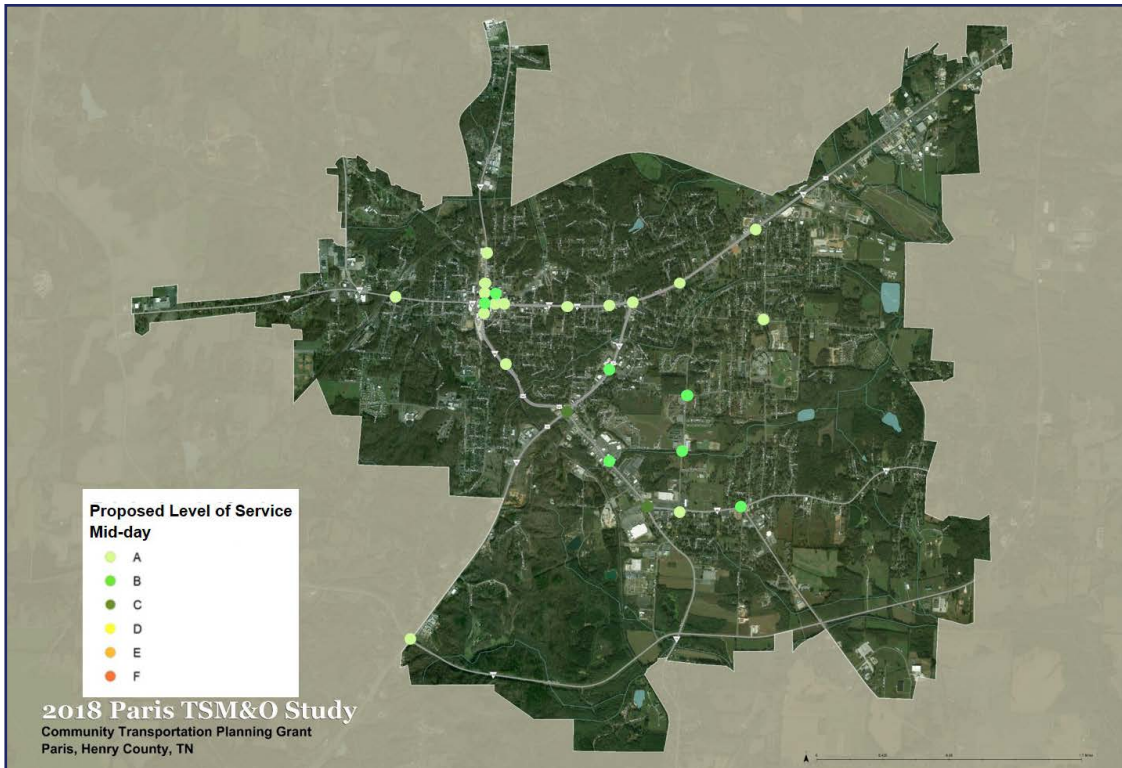 Proposed Level of Service
Mid-day
A
B
C
D
E
F
2018 Paris TSM&O Study
Community Transportation Planning Grant
Paris, Henry County, TN